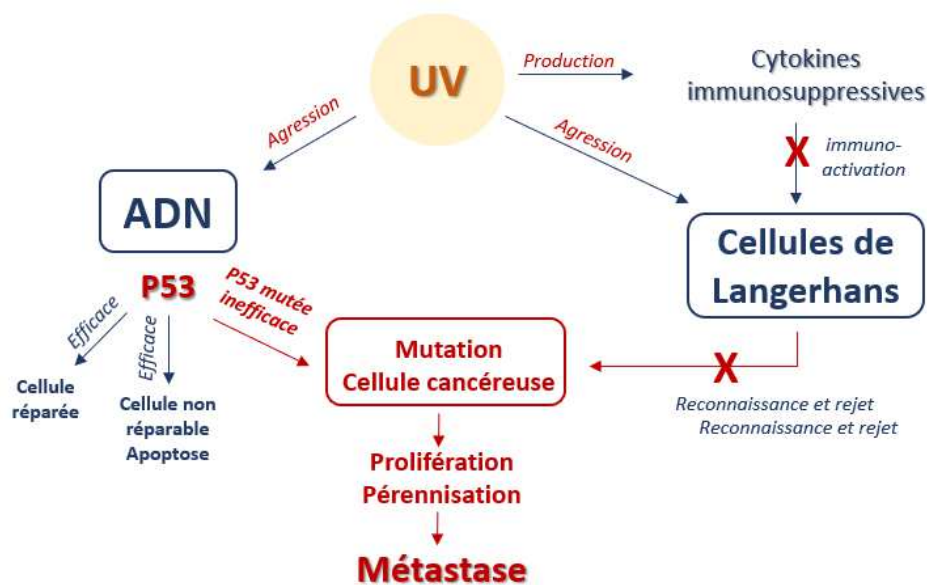 UV
Production
Cytokines
immunosuppressives
Agression
Agression
immuno-
activation
X
ADN
Cellules de
Langerhans
P53
P53 mutée
inefficace
Efficace
Efficace
Mutation
Cellule cancéreuse
X
Cellule
réparée
Cellule non
réparable
Apoptose
Reconnaissance et rejet
Reconnaissance et rejet
Prolifération
Pérennisation
Métastase